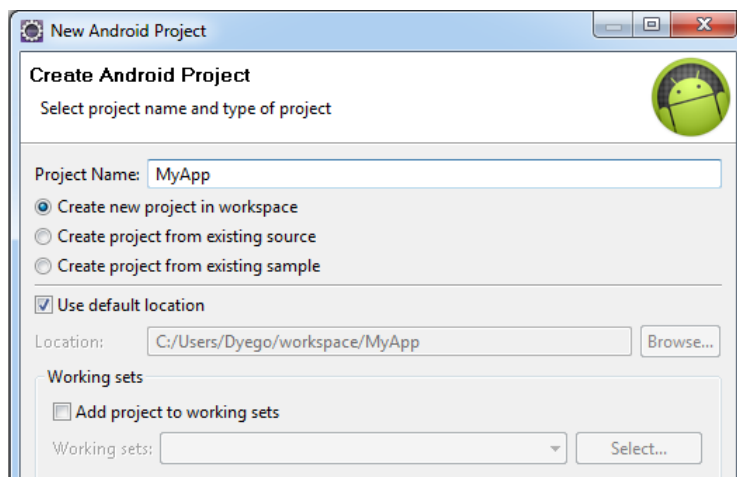 New Android Project
Create Android Project
Select project name and type of project
Project Name: MyApp
Create new project in workspace
Create project from existing source
Create project from existing sample
Use default location
Location: C:/Users/Dyego/workspace/MyApp Browse...
Working sets
Add project to working sets
Working sets: Select...